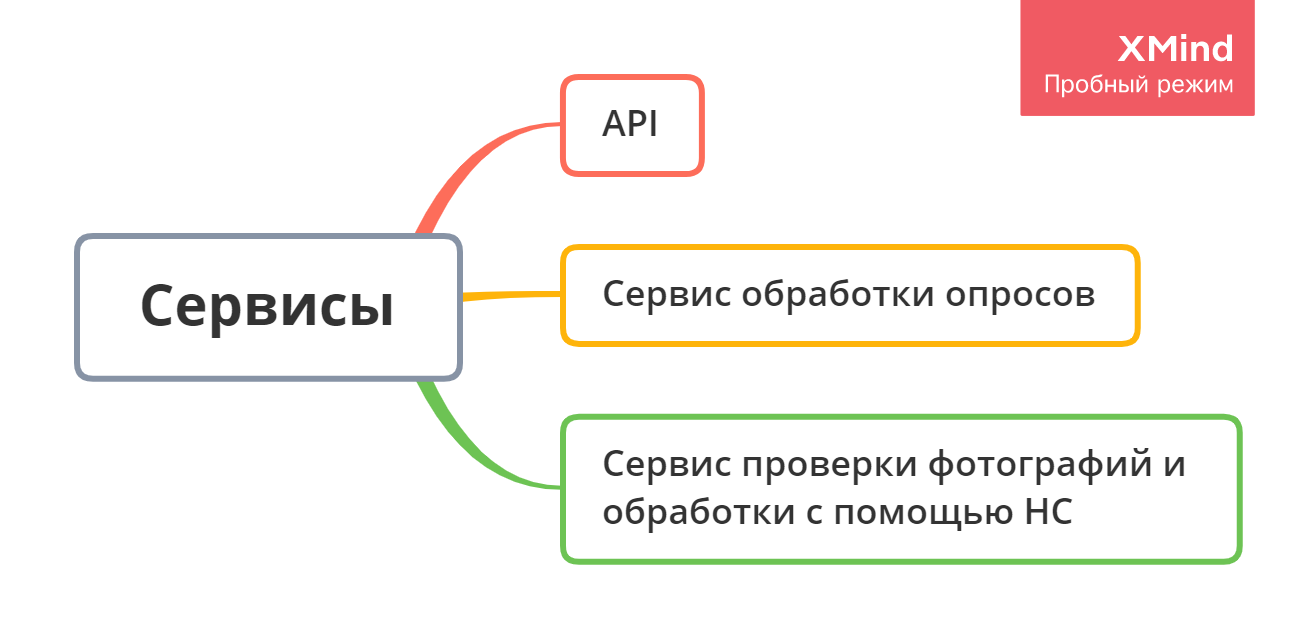 XMind
Пробный режим
API
Сервисы
Сервис обработки опросов
Сервис проверки фотографий и
обработки с помощью НС